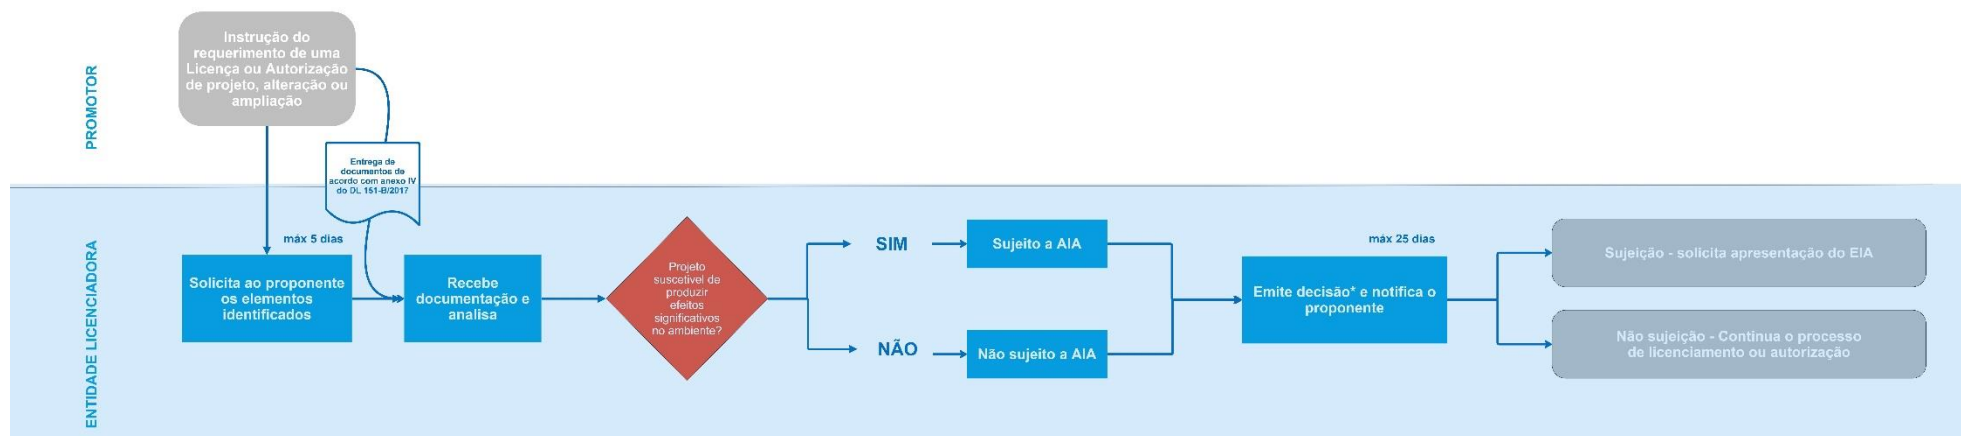 PROMOTOR
Instrução do
requerimento de uma
Licença ou Autorização
de projeto, alteração ou
ampliação
Entrega de
documentos de
acordo com anexo IV
do DL 151-B/2017
ENTIDADE LICENCIADORA
máx 5 dias
Solicita ao proponente
os elementos
identificados
Recebe
documentação e
analisa
Projeto
suscetivel de
produzir
efeitos
significativos
no ambiente?
SIM
NÃO
Sujeito a AIA
Não sujeito a AIA
máx 25 dias
Emite decisão* e notifica o
proponente
Sujeição - solicita apresentação do EIA
Não sujeição - Continua o processo
de licenciamento ou autorização